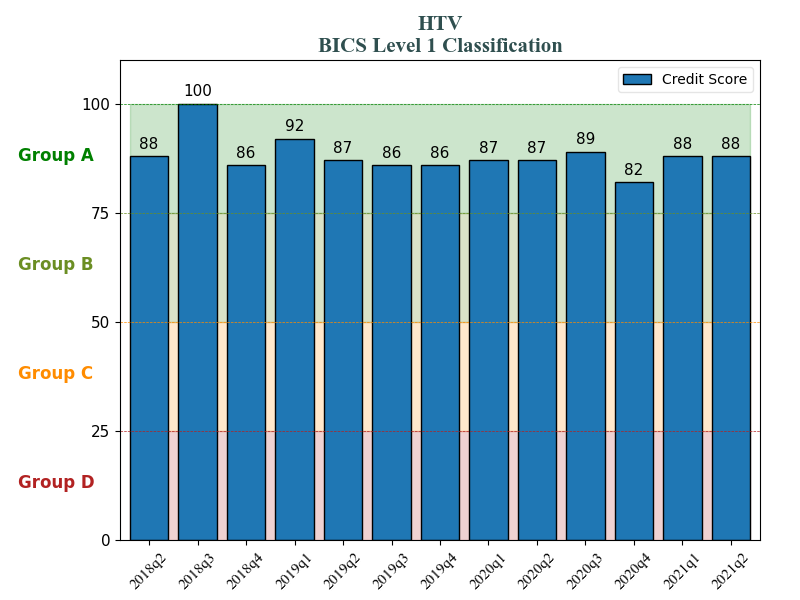 HTV
BICS Level 1 Classification
Credit Score
100
75
50
25
0
Group A
Group B
Group C
Group D
88
100
86
92
87
86
86
87
87
89
82
88
88
2018q2
2018q3
2018q4
2019q1
2019q2
2019q3
2019q4
2020q1
2020q2
2020q3
2020q4
2021q1
2021q2